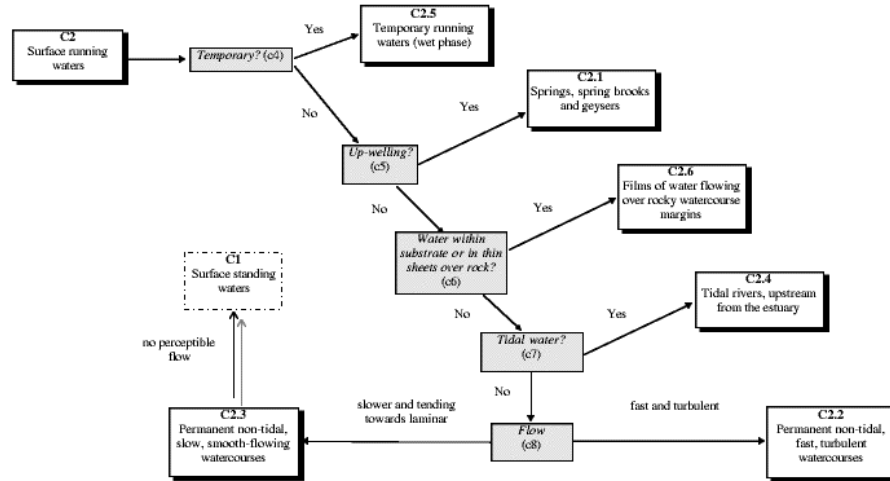 C2
Surface running
waters
Temporary? (c4)
Yes
C2.5
Temporary running
waters (wet phase)
No
Up-welling?
(c5)
Yes
C2.1
Springs, spring brooks
and geysers
No
Water within
substrate or in thin
sheets over rock?
(c6)
Yes
C2.6
Films of water flowing
over rocky watercourse
margins
C1
Surface standing
waters
No
Tidal water?
(c7)
Yes
C2.4
Tidal rivers, upstream
from the estuary
no perceptible
flow
No
slower and tending
towards laminar
Flow
(c8)
fast and turbulent
C2.3
Permanent non-tidal,
slow, smooth-flowing
watercourses
C2.2
Permanent non-tidal,
fast, turbulent
watercourses